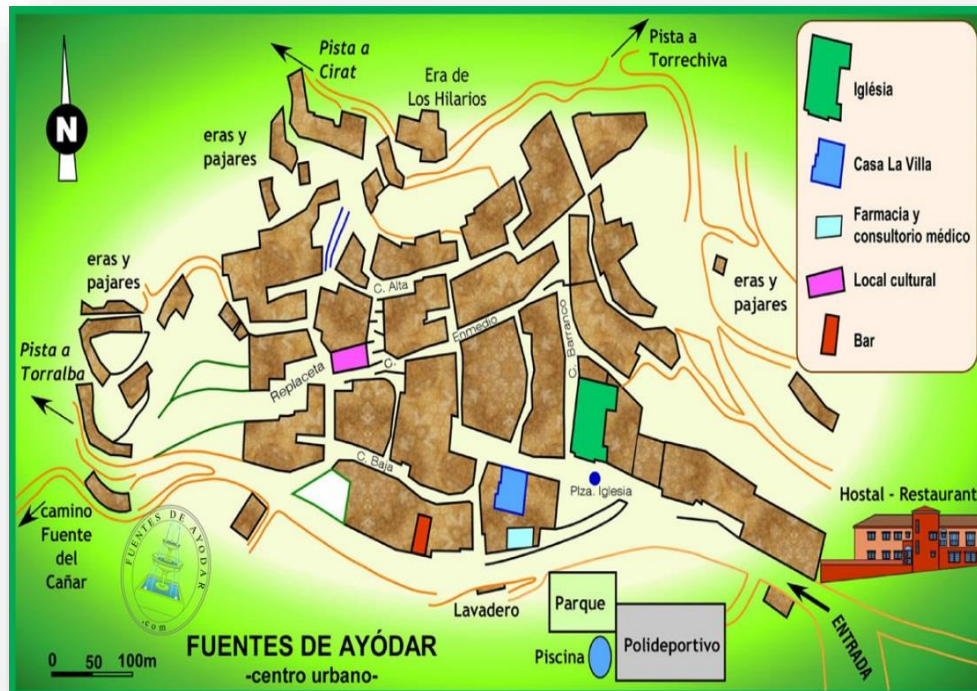 Pista a
Cirat
Era de
Los Hilarios
Pista a
Torrechiva
Iglésia
Casa La Villa
Farmacia y
consultorio médico
Local cultural
Bar
N
eras y
pajares
eras y
pajares
eras y
pajares
C. Alta
C. Enmedio
C. Barranco
Replaceta
Pista a
Torralba
C. Baja
Plza. Iglesia
Hostal - Restaurant
camino
Fuente
del
Cañar
FUENTES DE AYODAR
.com
Lavadero
Parque
Polideportivo
Piscina
ENTRADA
FUENTES DE AYÓDAR
-centro urbano-
0 50 100m